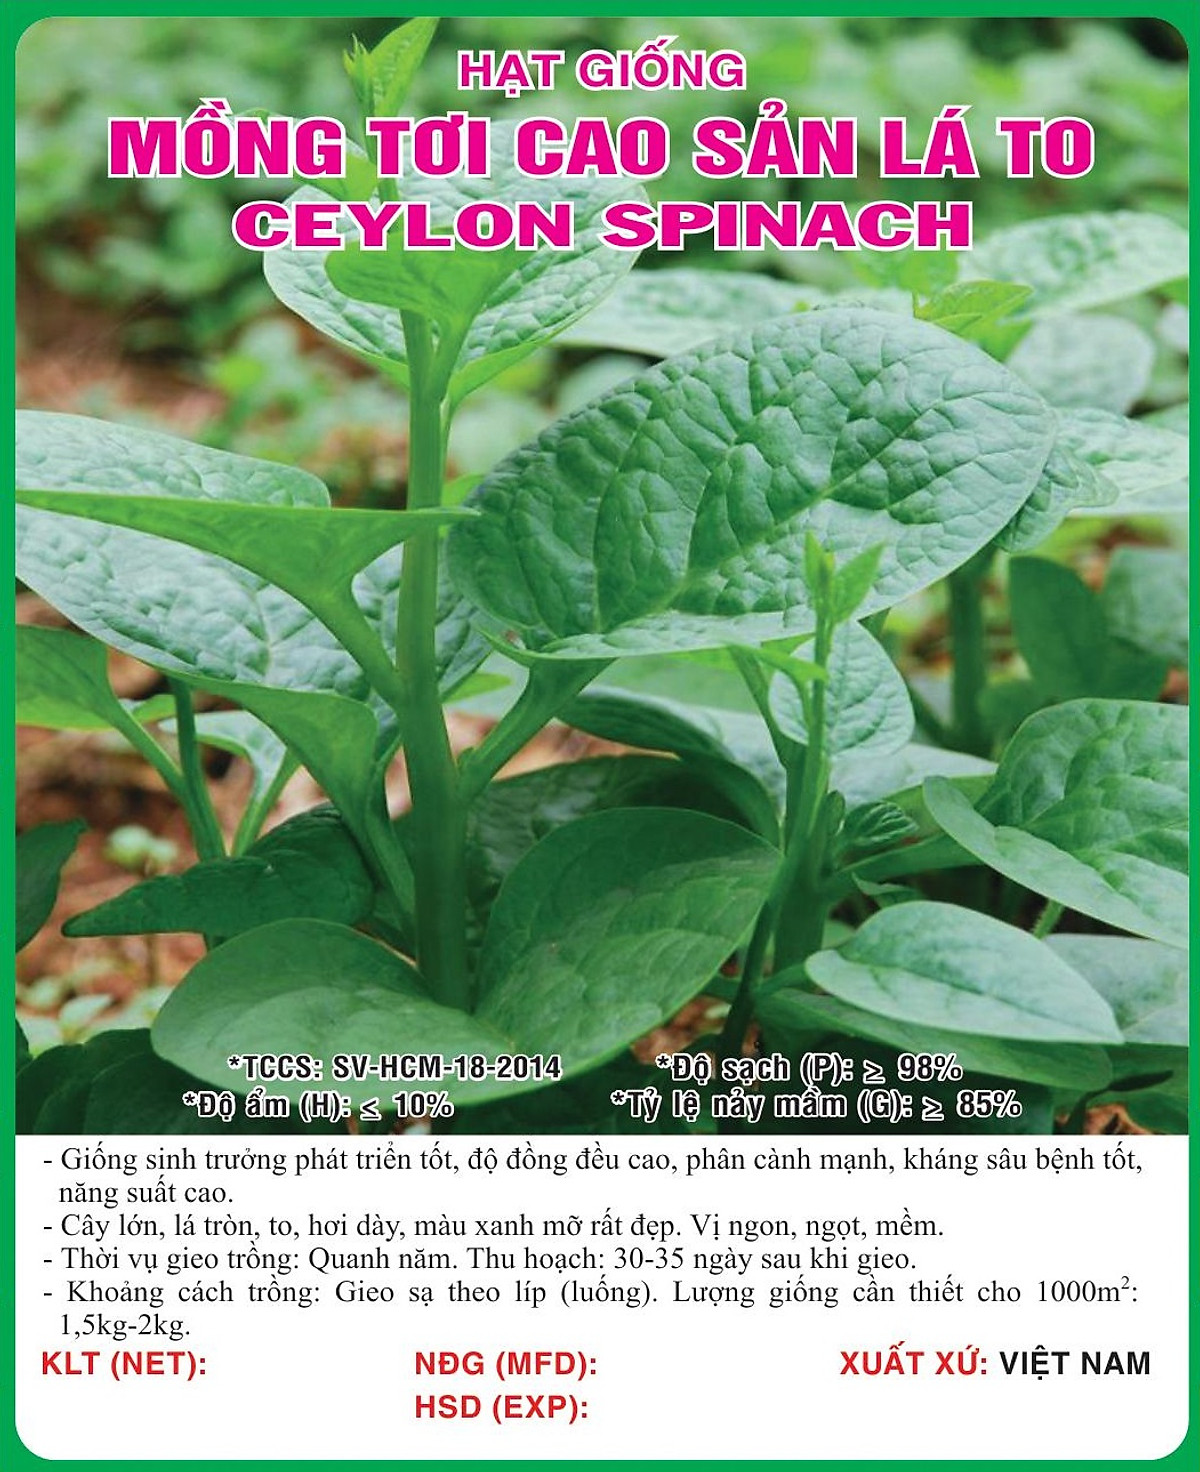 HẠT GIỐNG
MỒNG TƠI CAO SẢN LÁ TO
CEYLON SPINACH
*TCCS: SV-HCM-18-2014
*Độ sạch (P): ≥ 98%
*Độ ẩm (H): ≤ 10%
*Tỷ lệ nảy mầm (G): ≥ 85%
- Giống sinh trưởng phát triển tốt, độ đồng đều cao, phân cành mạnh, kháng sâu bệnh tốt,
năng suất cao.
- Cây lớn, lá tròn, to, hơi dày, màu xanh mỡ rất đẹp. Vị ngon, ngọt, mềm.
- Thời vụ gieo trồng: Quanh năm. Thu hoạch: 30-35 ngày sau khi gieo.
- Khoảng cách trồng: Gieo sạ theo líp (luống). Lượng giống cần thiết cho 1000m²:
1,5kg-2kg.
KLT (NET):
NĐG (MFD):
XUẤT XỨ: VIỆT NAM
HSD (EXP):